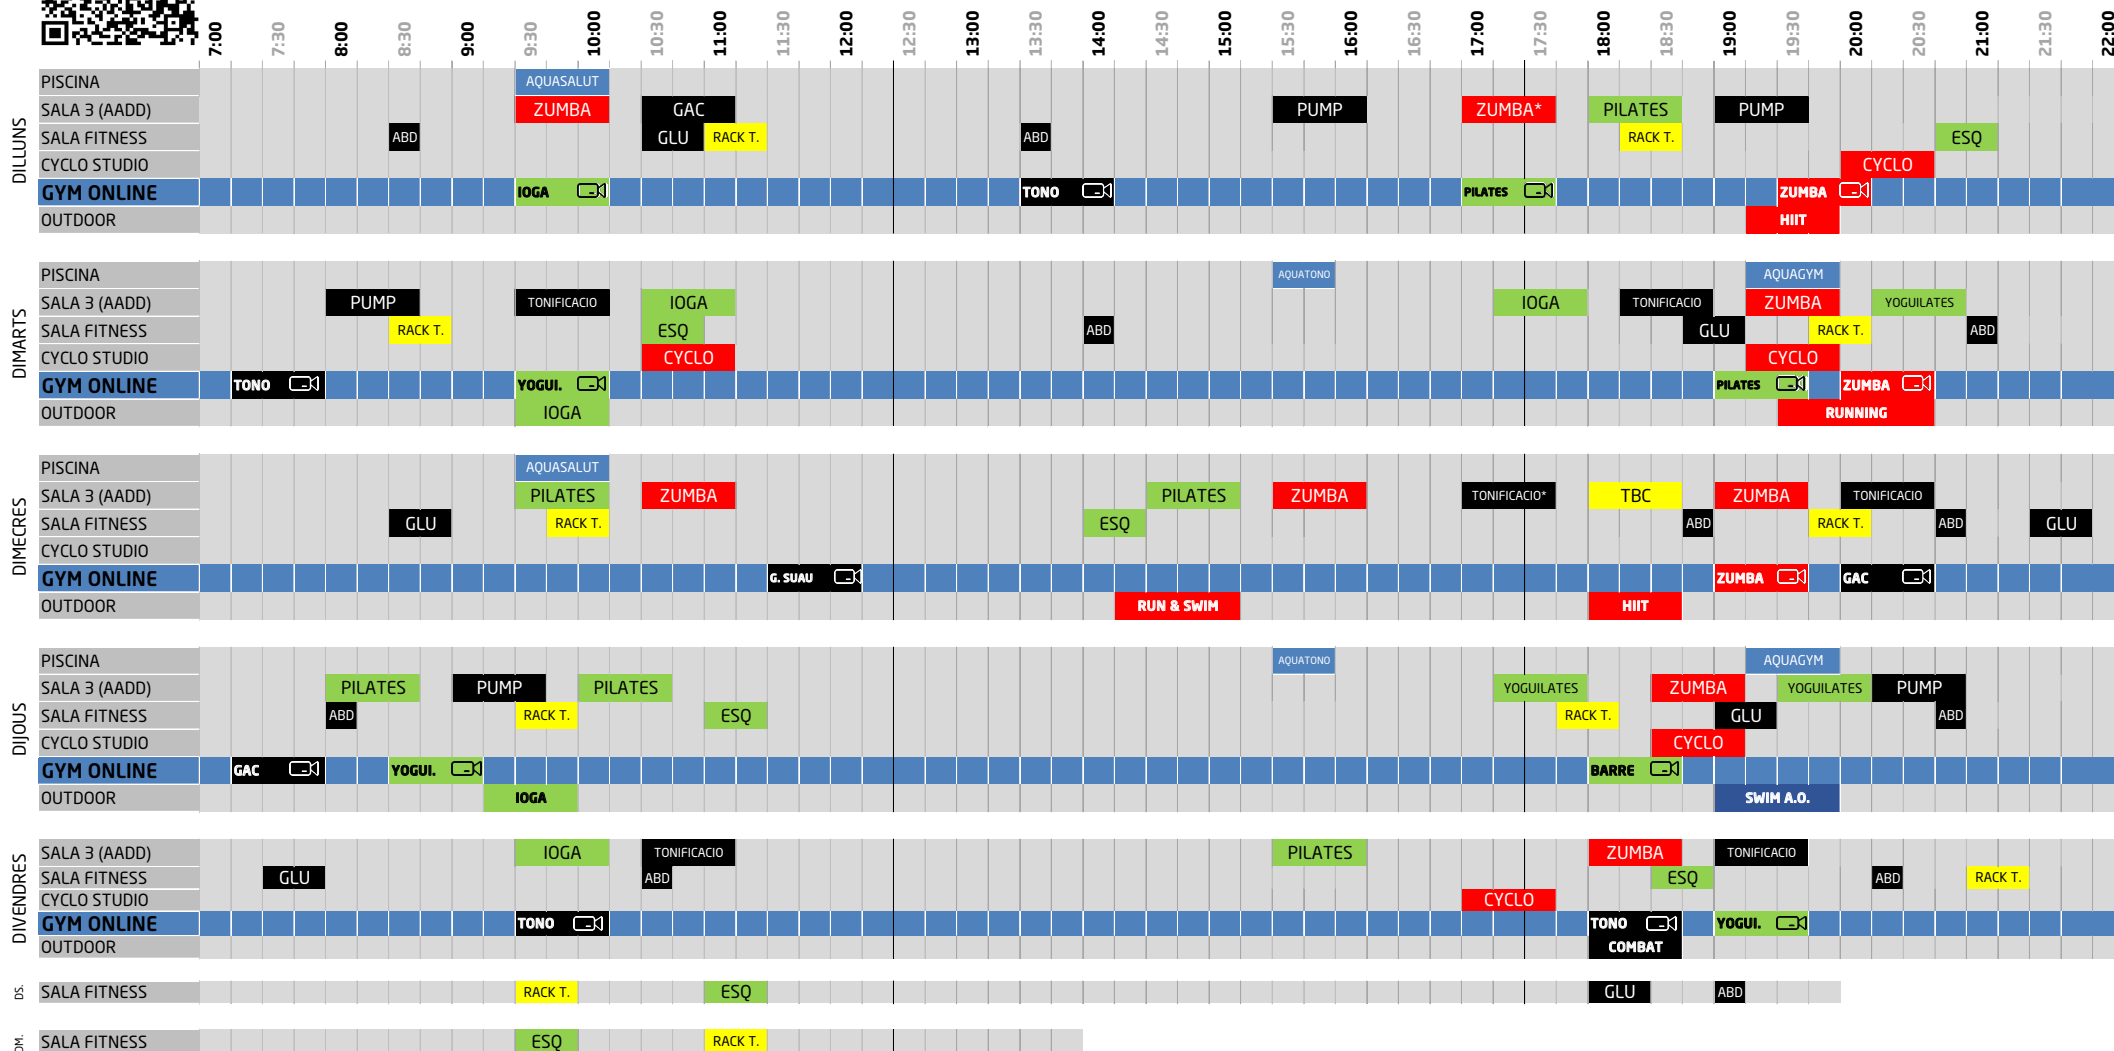 7:00 7:30 8:00 8:30 9:00 9:30 10:00 10:30 11:00 11:30 12:00 12:30 13:00 13:30 14:00 14:30 15:00 15:30 16:00 16:30 17:00 17:30 18:00 18:30 19:00 19:30 20:00 20:30 21:00 21:30 22:00
DILLUNS
PISCINA AQUASALUT
SALA 3 (AADD) ZUMBA GAC PUMP ZUMBA* PILATES PUMP
SALA FITNESS ABD GLU RACK T. ABD RACK T. ESQ
CYCLO STUDIO CYCLO
GYM ONLINE IOGA TONO PILATES ZUMBA
OUTDOOR HIIT
DIMARTS
PISCINA AQUATONO AQUAGYM
SALA 3 (AADD) PUMP TONIFICACIO IOGA IOGA TONIFICACIO ZUMBA YOGUILATES
SALA FITNESS RACK T. ESQ ABD GLU RACK T. ABD
CYCLO STUDIO CYCLO CYCLO
GYM ONLINE TONO YOGUI. PILATES ZUMBA
OUTDOOR IOGA RUNNING
DIMECRES
PISCINA AQUASALUT
SALA 3 (AADD) PILATES ZUMBA PILATES ZUMBA TONIFICACIO* TBC ZUMBA TONIFICACIO
SALA FITNESS GLU RACK T. ESQ ABD RACK T. ABD GLU
CYCLO STUDIO
GYM ONLINE G. SUAU ZUMBA GAC
OUTDOOR RUN & SWIM HIIT
DIJOUS
PISCINA AQUATONO AQUAGYM
SALA 3 (AADD) PILATES PUMP PILATES YOGUILATES ZUMBA YOGUILATES PUMP
SALA FITNESS ABD RACK T. ESQ RACK T. GLU ABD
CYCLO STUDIO CYCLO
GYM ONLINE GAC YOGUI. BARRE
OUTDOOR IOGA SWIM A.O.
DIVENDRES
SALA 3 (AADD) IOGA TONIFICACIO PILATES ZUMBA TONIFICACIO
SALA FITNESS GLU ABD ESQ ABD RACK T.
CYCLO STUDIO CYCLO
GYM ONLINE TONO TONO YOGUI.
OUTDOOR COMBAT
DS.
SALA FITNESS RACK T. ESQ GLU ABD
DM.
SALA FITNESS ESQ RACK T.